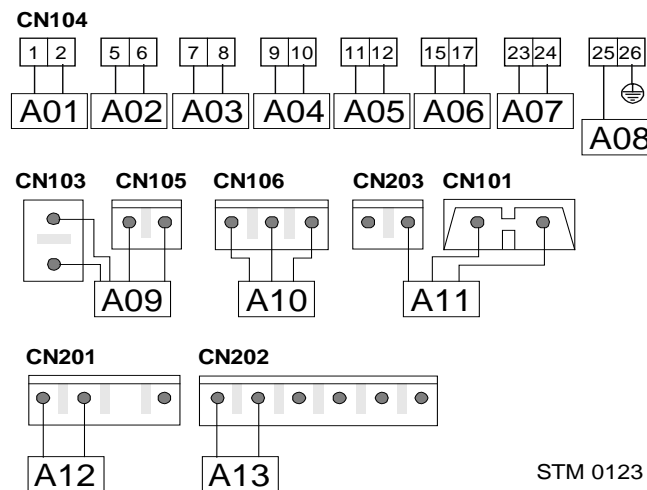 CN104
1 2 5 6 7 8 9 10 11 12 15 17 23 24 25 26
A01 A02 A03 A04 A05 A06 A07 A08
CN103 CN105 CN106 CN203 CN101
A09 A10 A11
CN201 CN202
A12 A13
STM 0123